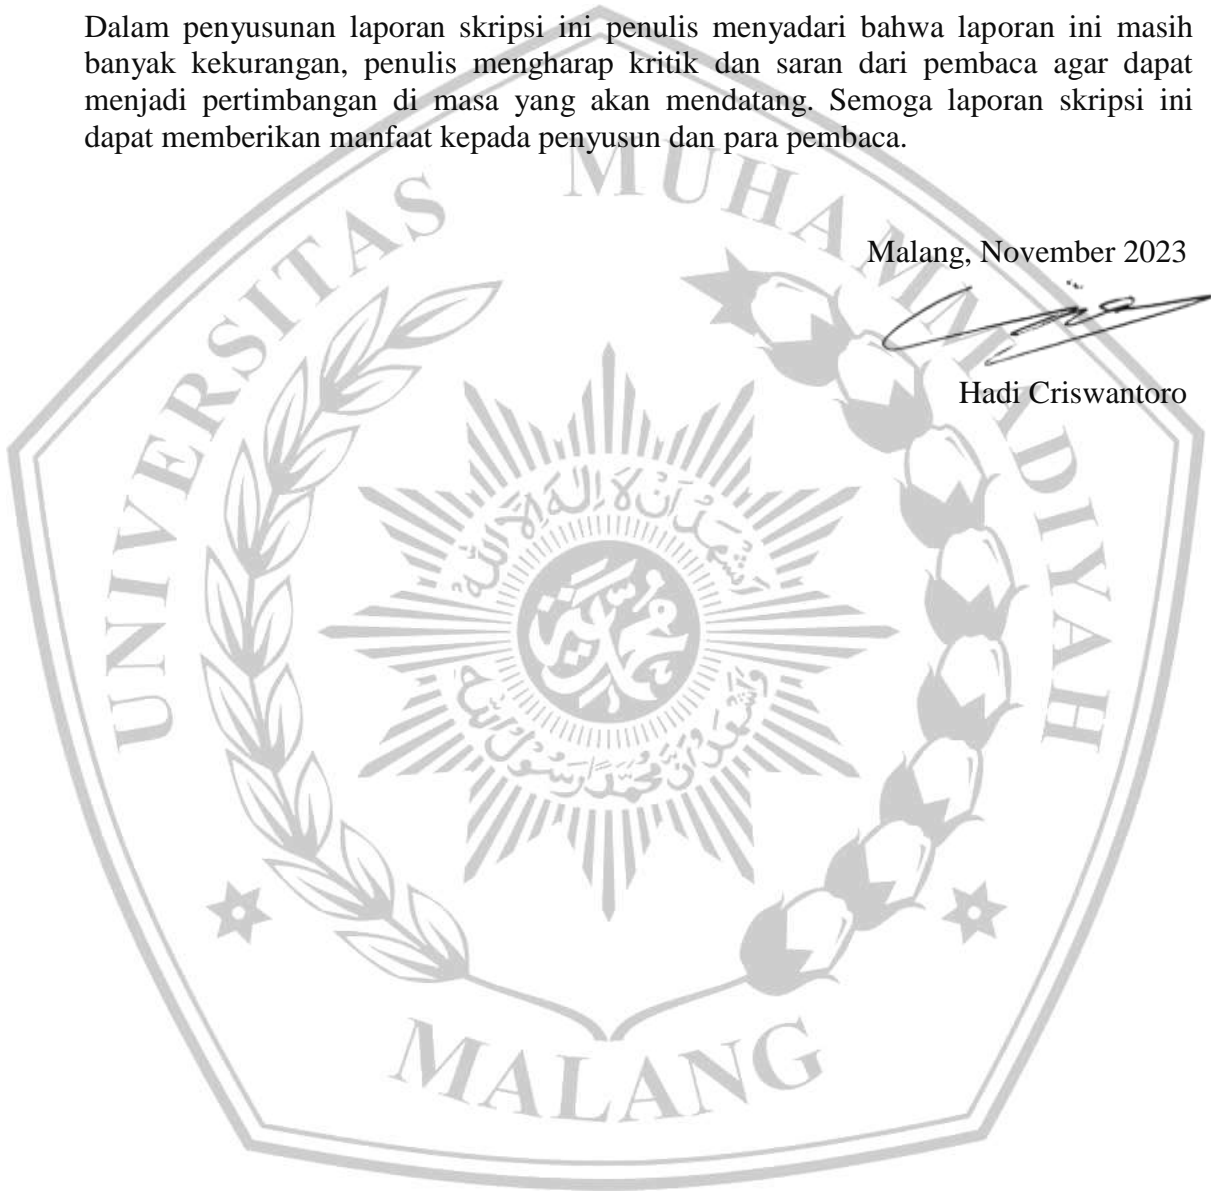 Dalam penyusunan laporan skripsi ini penulis menyadari bahwa laporan ini masih
banyak kekurangan, penulis mengharap kritik dan saran dari pembaca agar dapat
menjadi pertimbangan di masa yang akan mendatang. Semoga laporan skripsi ini
dapat memberikan manfaat kepada penyusun dan para pembaca.
Malang, November 2023
Hadi Criswantoro
UNIVERSITAS MUHAMMADIYAH
MALANG